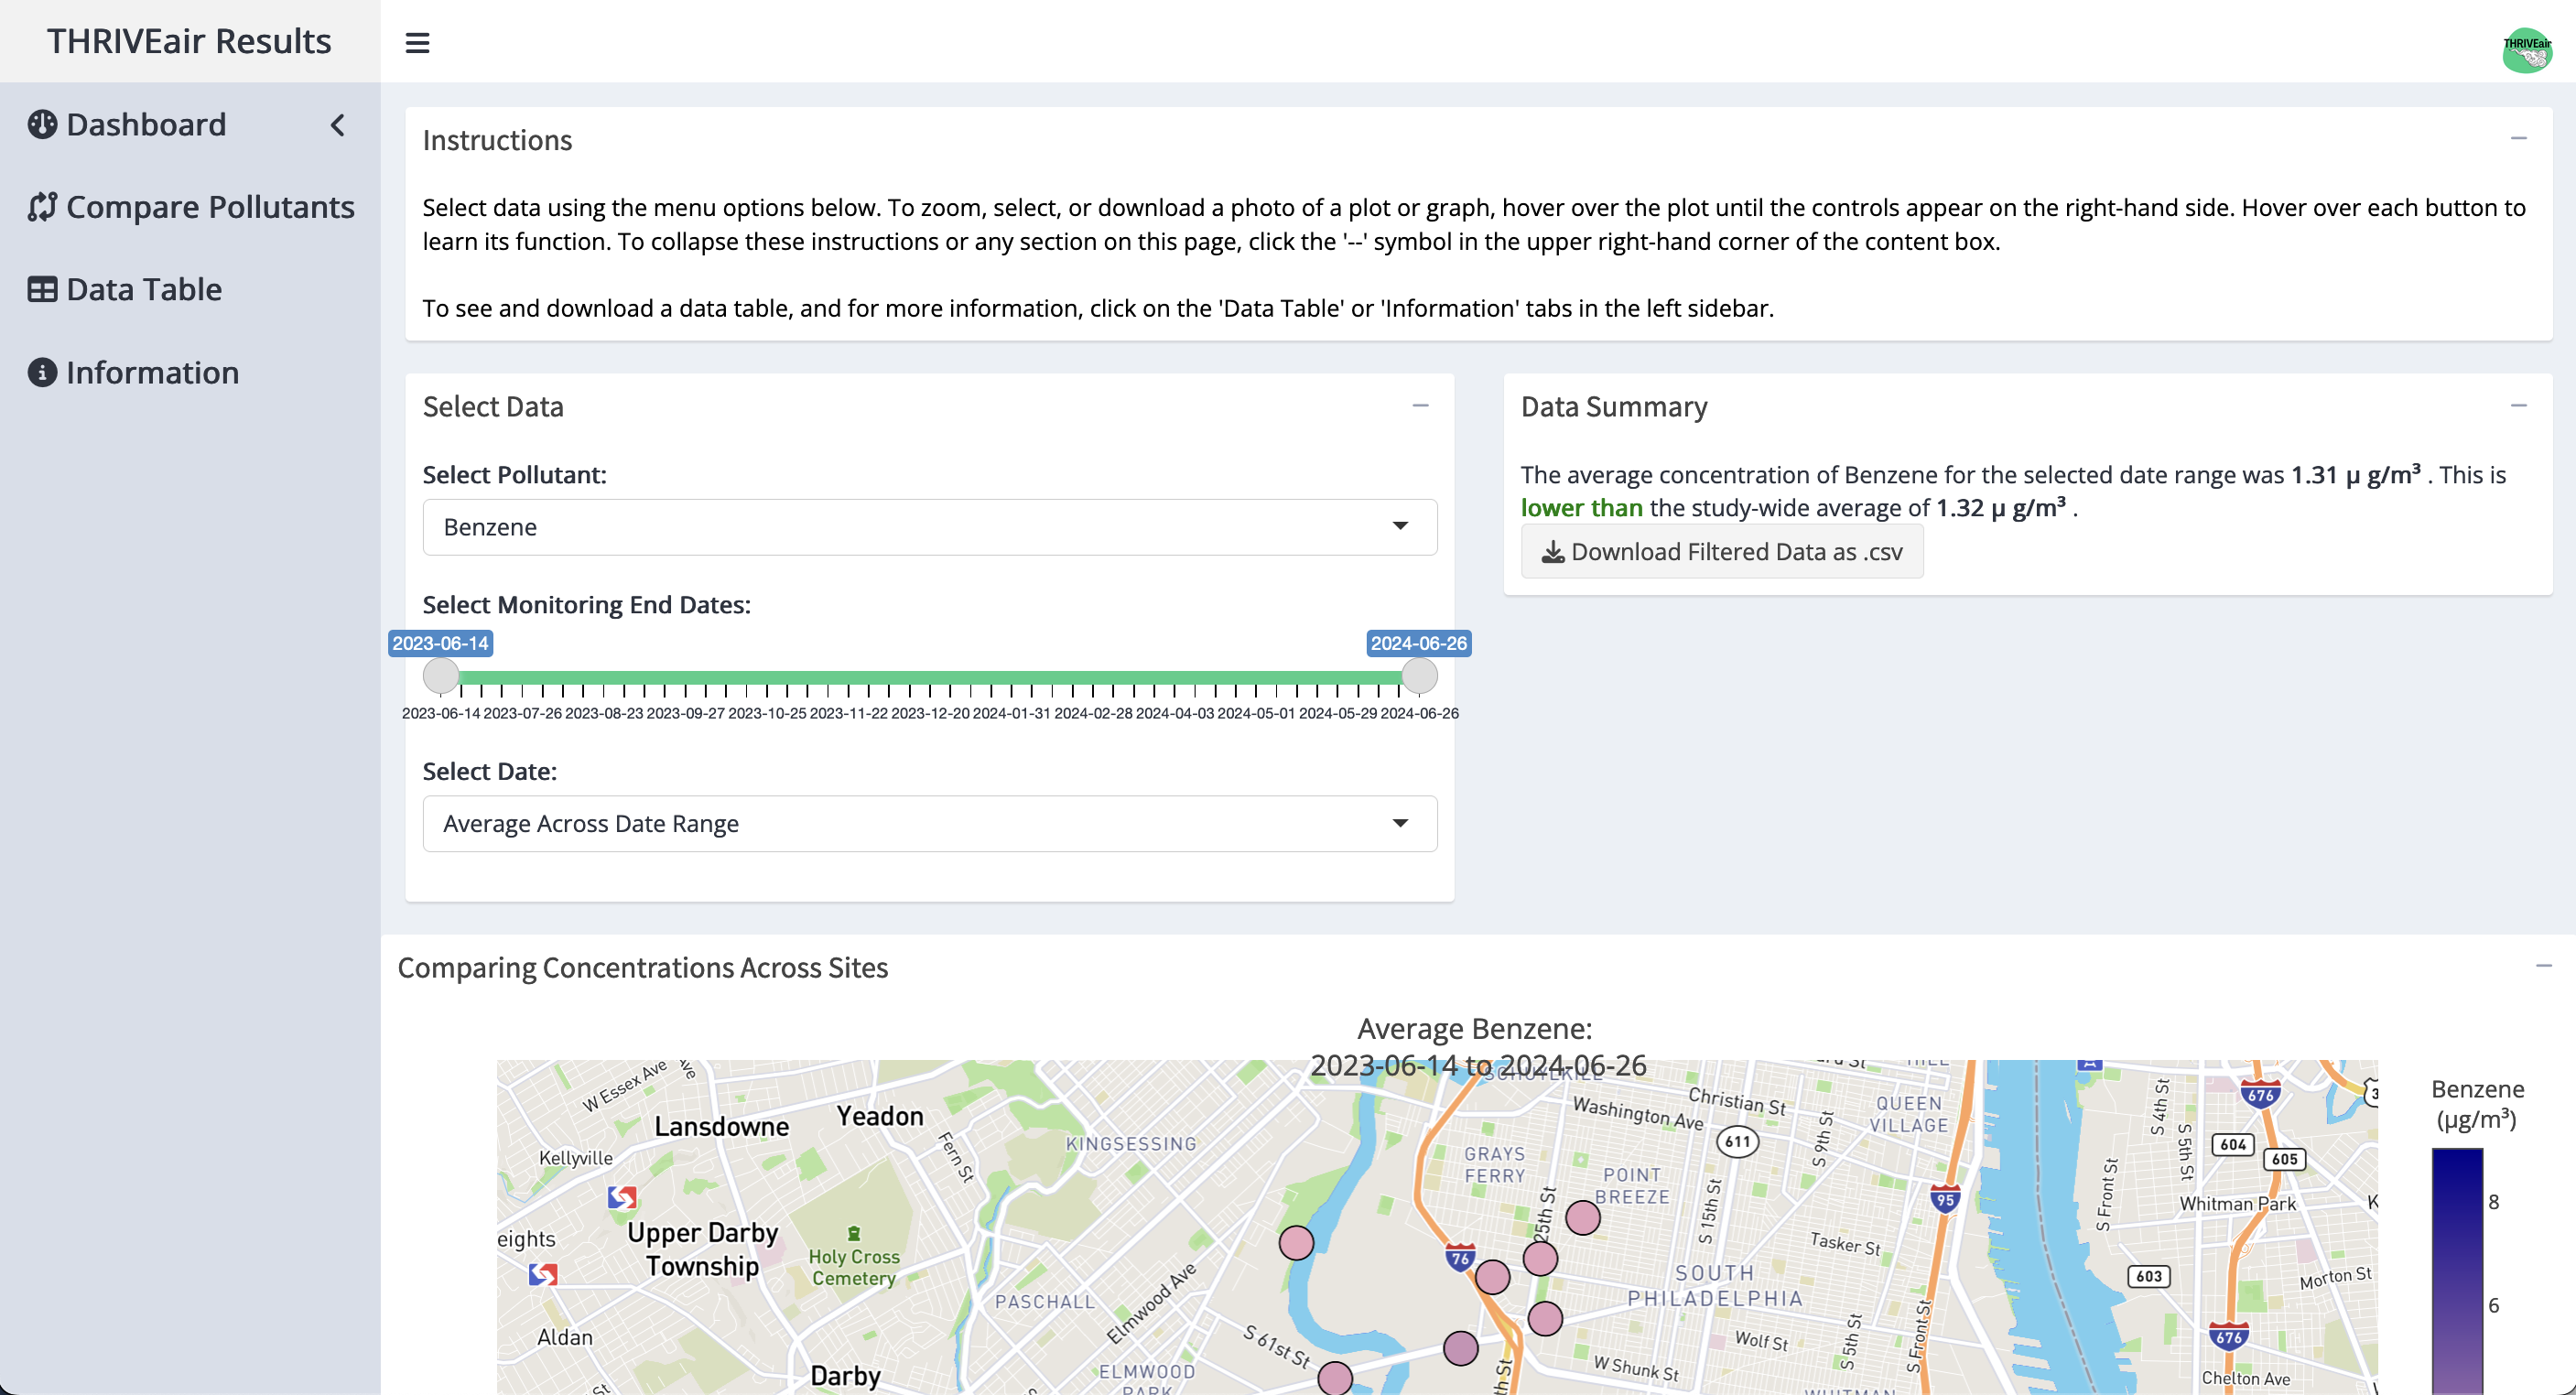 THRIVEair Results
THRIVEair
Dashboard
Compare Pollutants
Data Table
Information
Instructions
Select data using the menu options below. To zoom, select, or download a photo of a plot or graph, hover over the plot until the controls appear on the right-hand side. Hover over each button to
learn its function. To collapse these instructions or any section on this page, click the '--' symbol in the upper right-hand corner of the content box.
To see and download a data table, and for more information, click on the 'Data Table' or 'Information' tabs in the left sidebar.
Select Data
Select Pollutant:
Benzene
Select Monitoring End Dates:
2023-06-14 2024-06-26
2023-06-14 2023-07-26 2023-08-23 2023-09-27 2023-10-25 2023-11-22 2023-12-20 2024-01-31 2024-02-28 2024-04-03 2024-05-01 2024-05-29 2024-06-26
Select Date:
Average Across Date Range
Data Summary
The average concentration of Benzene for the selected date range was 1.31 µ g/m³ . This is
lower than the study-wide average of 1.32 µ g/m³ .
Download Filtered Data as .csv
Comparing Concentrations Across Sites
Average Benzene:
2023-06-14 to 2024-06-26
W Essex Ave
Ave
Lansdowne
Yeadon
Kellyville
Fern St
KINGSESSING
Upper Darby
Township
Holy Cross
Cemetery
eights
Aldan
Darby
PASCHALL
Elmwood Ave
S 61st St
ELMWOOD
PARK
SCHUYLKILL
Washington Ave
Christian St
QUEEN
VILLAGE
611
S 9th St
GRAYS
FERRY
POINT
BREEZE
25th St
S 15th St
76
95
Tasker St
SOUTH
PHILADELPHIA
Wolf St
W Shunk St
S 5th St
S Front St
th St
WHITMAN
St
S 4th St
S 5th St
676
604
605
S Front St
Whitman Park
K
603
Morton St
676
Chelton Ave
Benzene
(µg/m³)
8
6